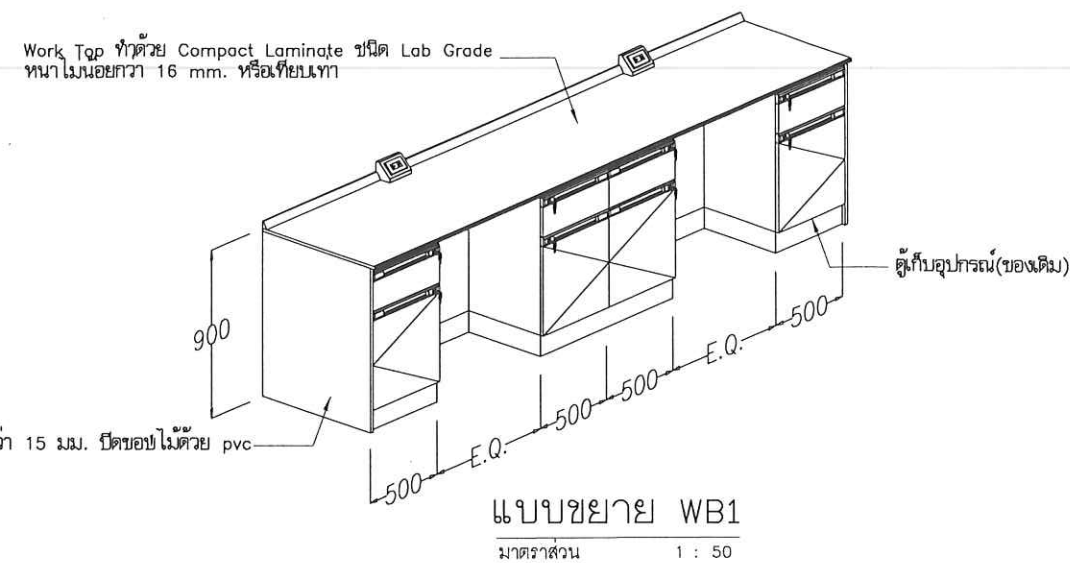 Work Top ทำด้วย Compact Laminate ชนิด Lab Grade
หนาไม่น้อยกว่า 16 mm. หรือเทียบเท่า
ตู้เก็บอุปกรณ์(ของเดิม)
900
500
E.Q.
500
500
E.Q.
500
ว่า 15 มม. ปิดขอบไม้ด้วย pvc
แบบขยาย WB1
มาตราส่วน 1 : 50